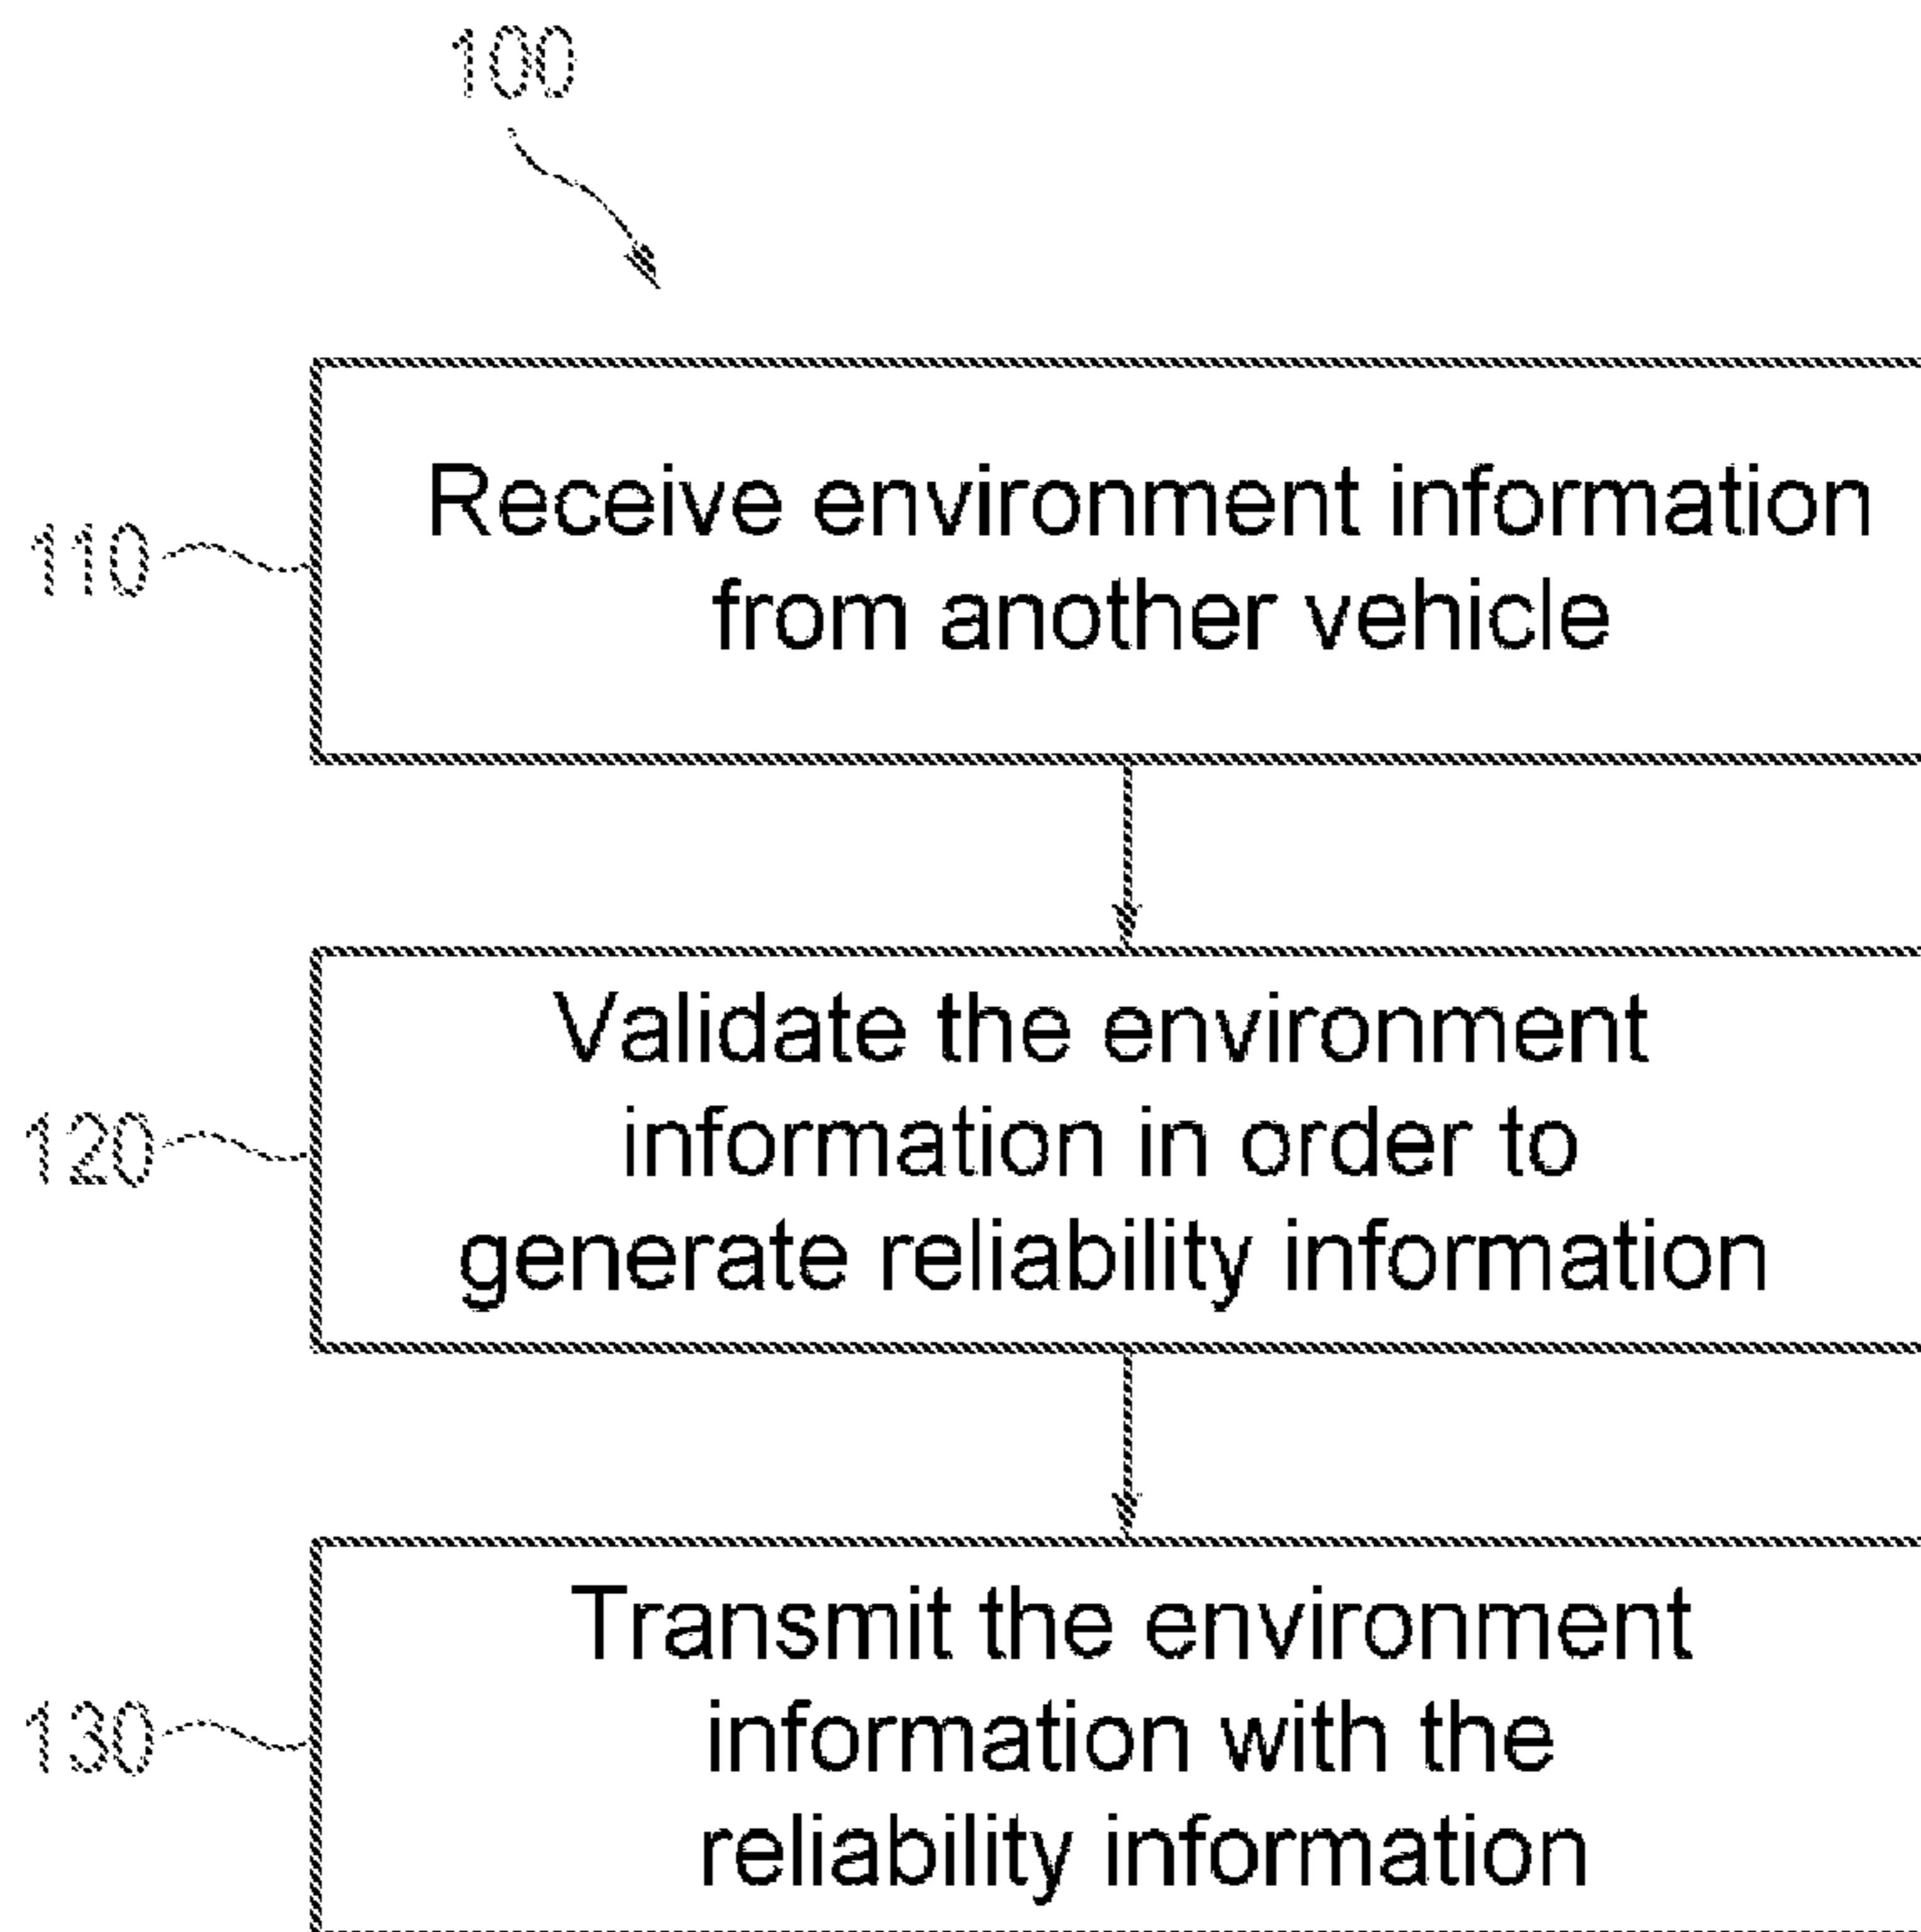 100
110
Receive environment information
from another vehicle
120
Validate the environment
information in order to
generate reliability information
130
Transmit the environment
information with the
reliability information